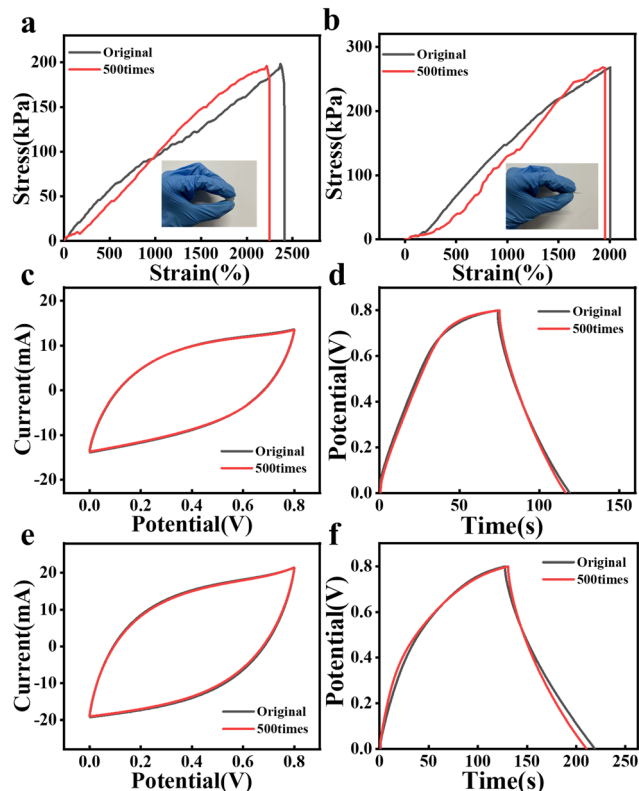 a
Original
500times
200
150
100
50
0
Stress(kPa)
0
500
1000
1500
2000
2500
Strain(%)
b
Original
500times
300
200
100
0
Stress(kPa)
0
500
1000
1500
2000
Strain(%)
c
20
10
0
-10
-20
Current(mA)
Original
500times
0.0
0.2
0.4
0.6
0.8
Potential(V)
d
Original
500times
0.8
0.6
0.4
0.2
0.0
Potential(V)
0
50
100
150
Time(s)
e
20
10
0
-10
-20
Current(mA)
Original
500times
0.0
0.2
0.4
0.6
0.8
Potential(V)
f
Original
500times
0.8
0.6
0.4
0.2
0.0
Potential(V)
0
50
100
150
200
250
Time(s)